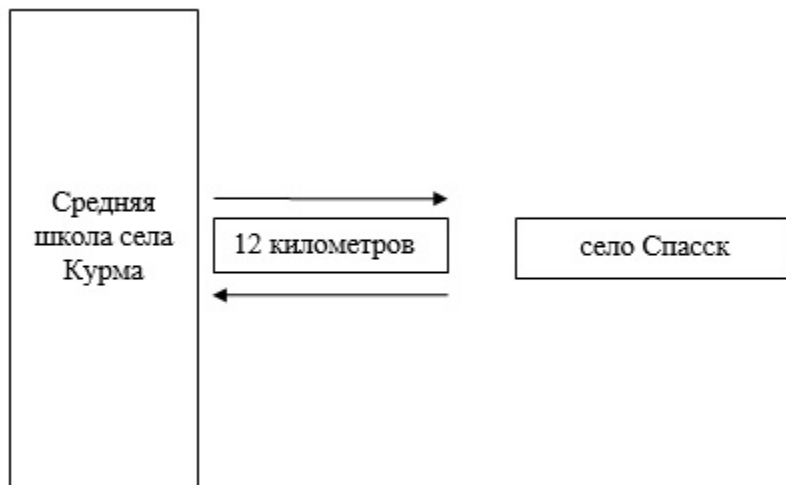 Средняя
школа села
Курма
12 километров
село Спасск